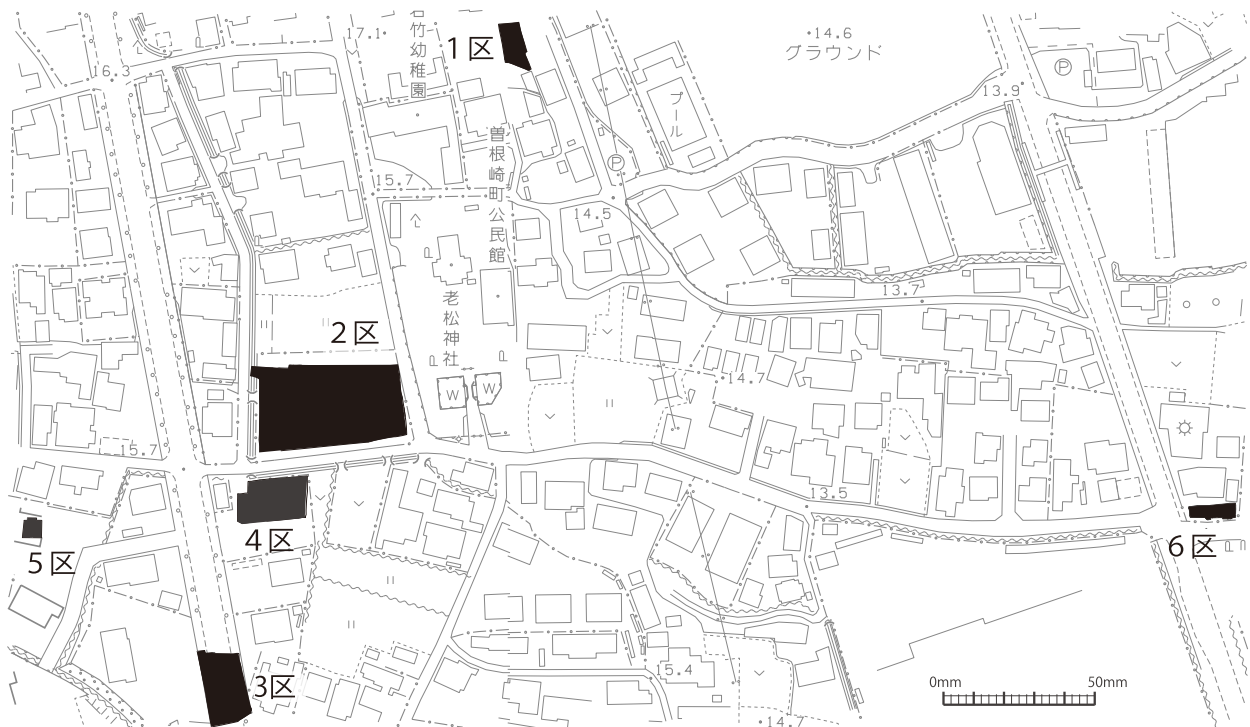 1区
17.1
若竹幼稚園
14.6
グラウンド
16.3
P
プール
13.9
P
曽根崎町公民館
15.7
14.5
13.7
2区
老松神社
W
W
14.7
15.7
13.5
4区
5区
6区
3区
15.4
14.7
0mm
50mm